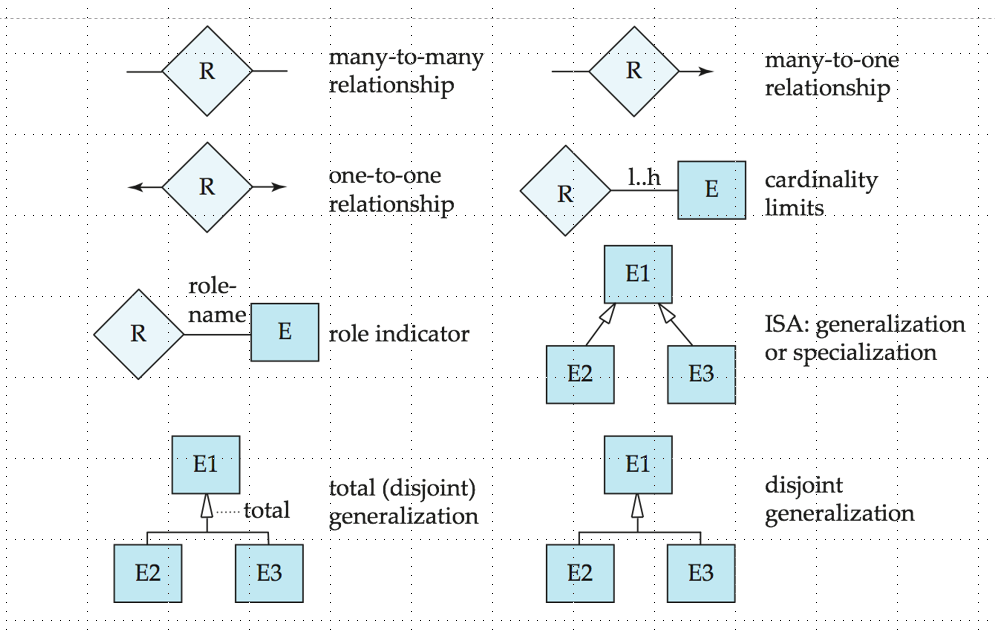 R
many-to-many
relationship
R
many-to-one
relationship
R
one-to-one
relationship
R
l..h
E
cardinality
limits
R
role-
name
E
role indicator
E1
E2
E3
ISA: generalization
or specialization
E1
total
E2
E3
total (disjoint)
generalization
E1
E2
E3
disjoint
generalization